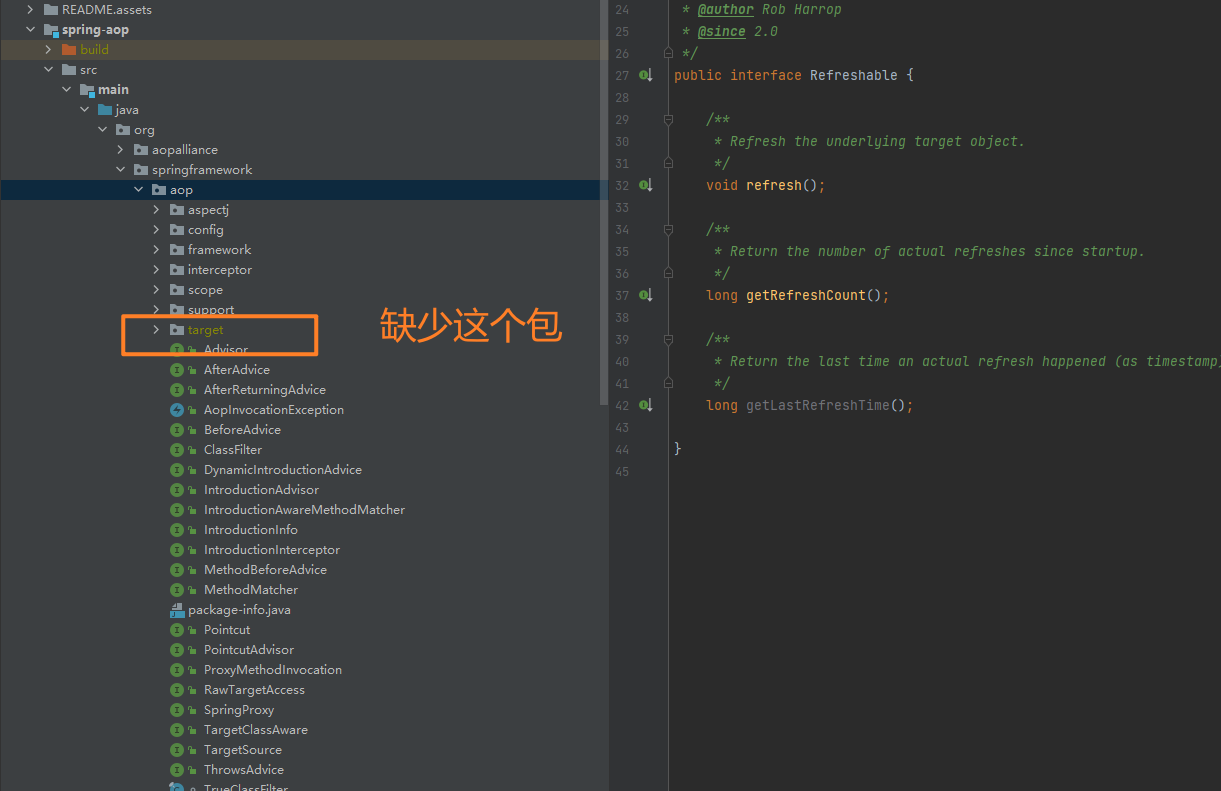 README.assets
spring-aop
build
src
main
java
org
aopalliance
springframework
aop
aspectj
config
framework
interceptor
scope
support
target
Advisor
AfterAdvice
AfterReturningAdvice
AopInvocationException
BeforeAdvice
ClassFilter
DynamicIntroductionAdvice
IntroductionAdvisor
IntroductionAwareMethodMatcher
IntroductionInfo
IntroductionInterceptor
MethodBeforeAdvice
MethodMatcher
package-info.java
Pointcut
PointcutAdvisor
ProxyMethodInvocation
RawTargetAccess
SpringProxy
TargetClassAware
TargetSource
ThrowsAdvice
TrueClassFilter
缺少这个包
24 * @author Rob Harrop
25 * @since 2.0
26 */
27 public interface Refreshable {
28
29 /**
30 * Refresh the underlying target object.
31 */
32 void refresh();
33
34 /**
35 * Return the number of actual refreshes since startup.
36 */
37 long getRefreshCount();
38
39 /**
40 * Return the last time an actual refresh happened (as timestamp
41 */
42 long getLastRefreshTime();
43
44 }
45